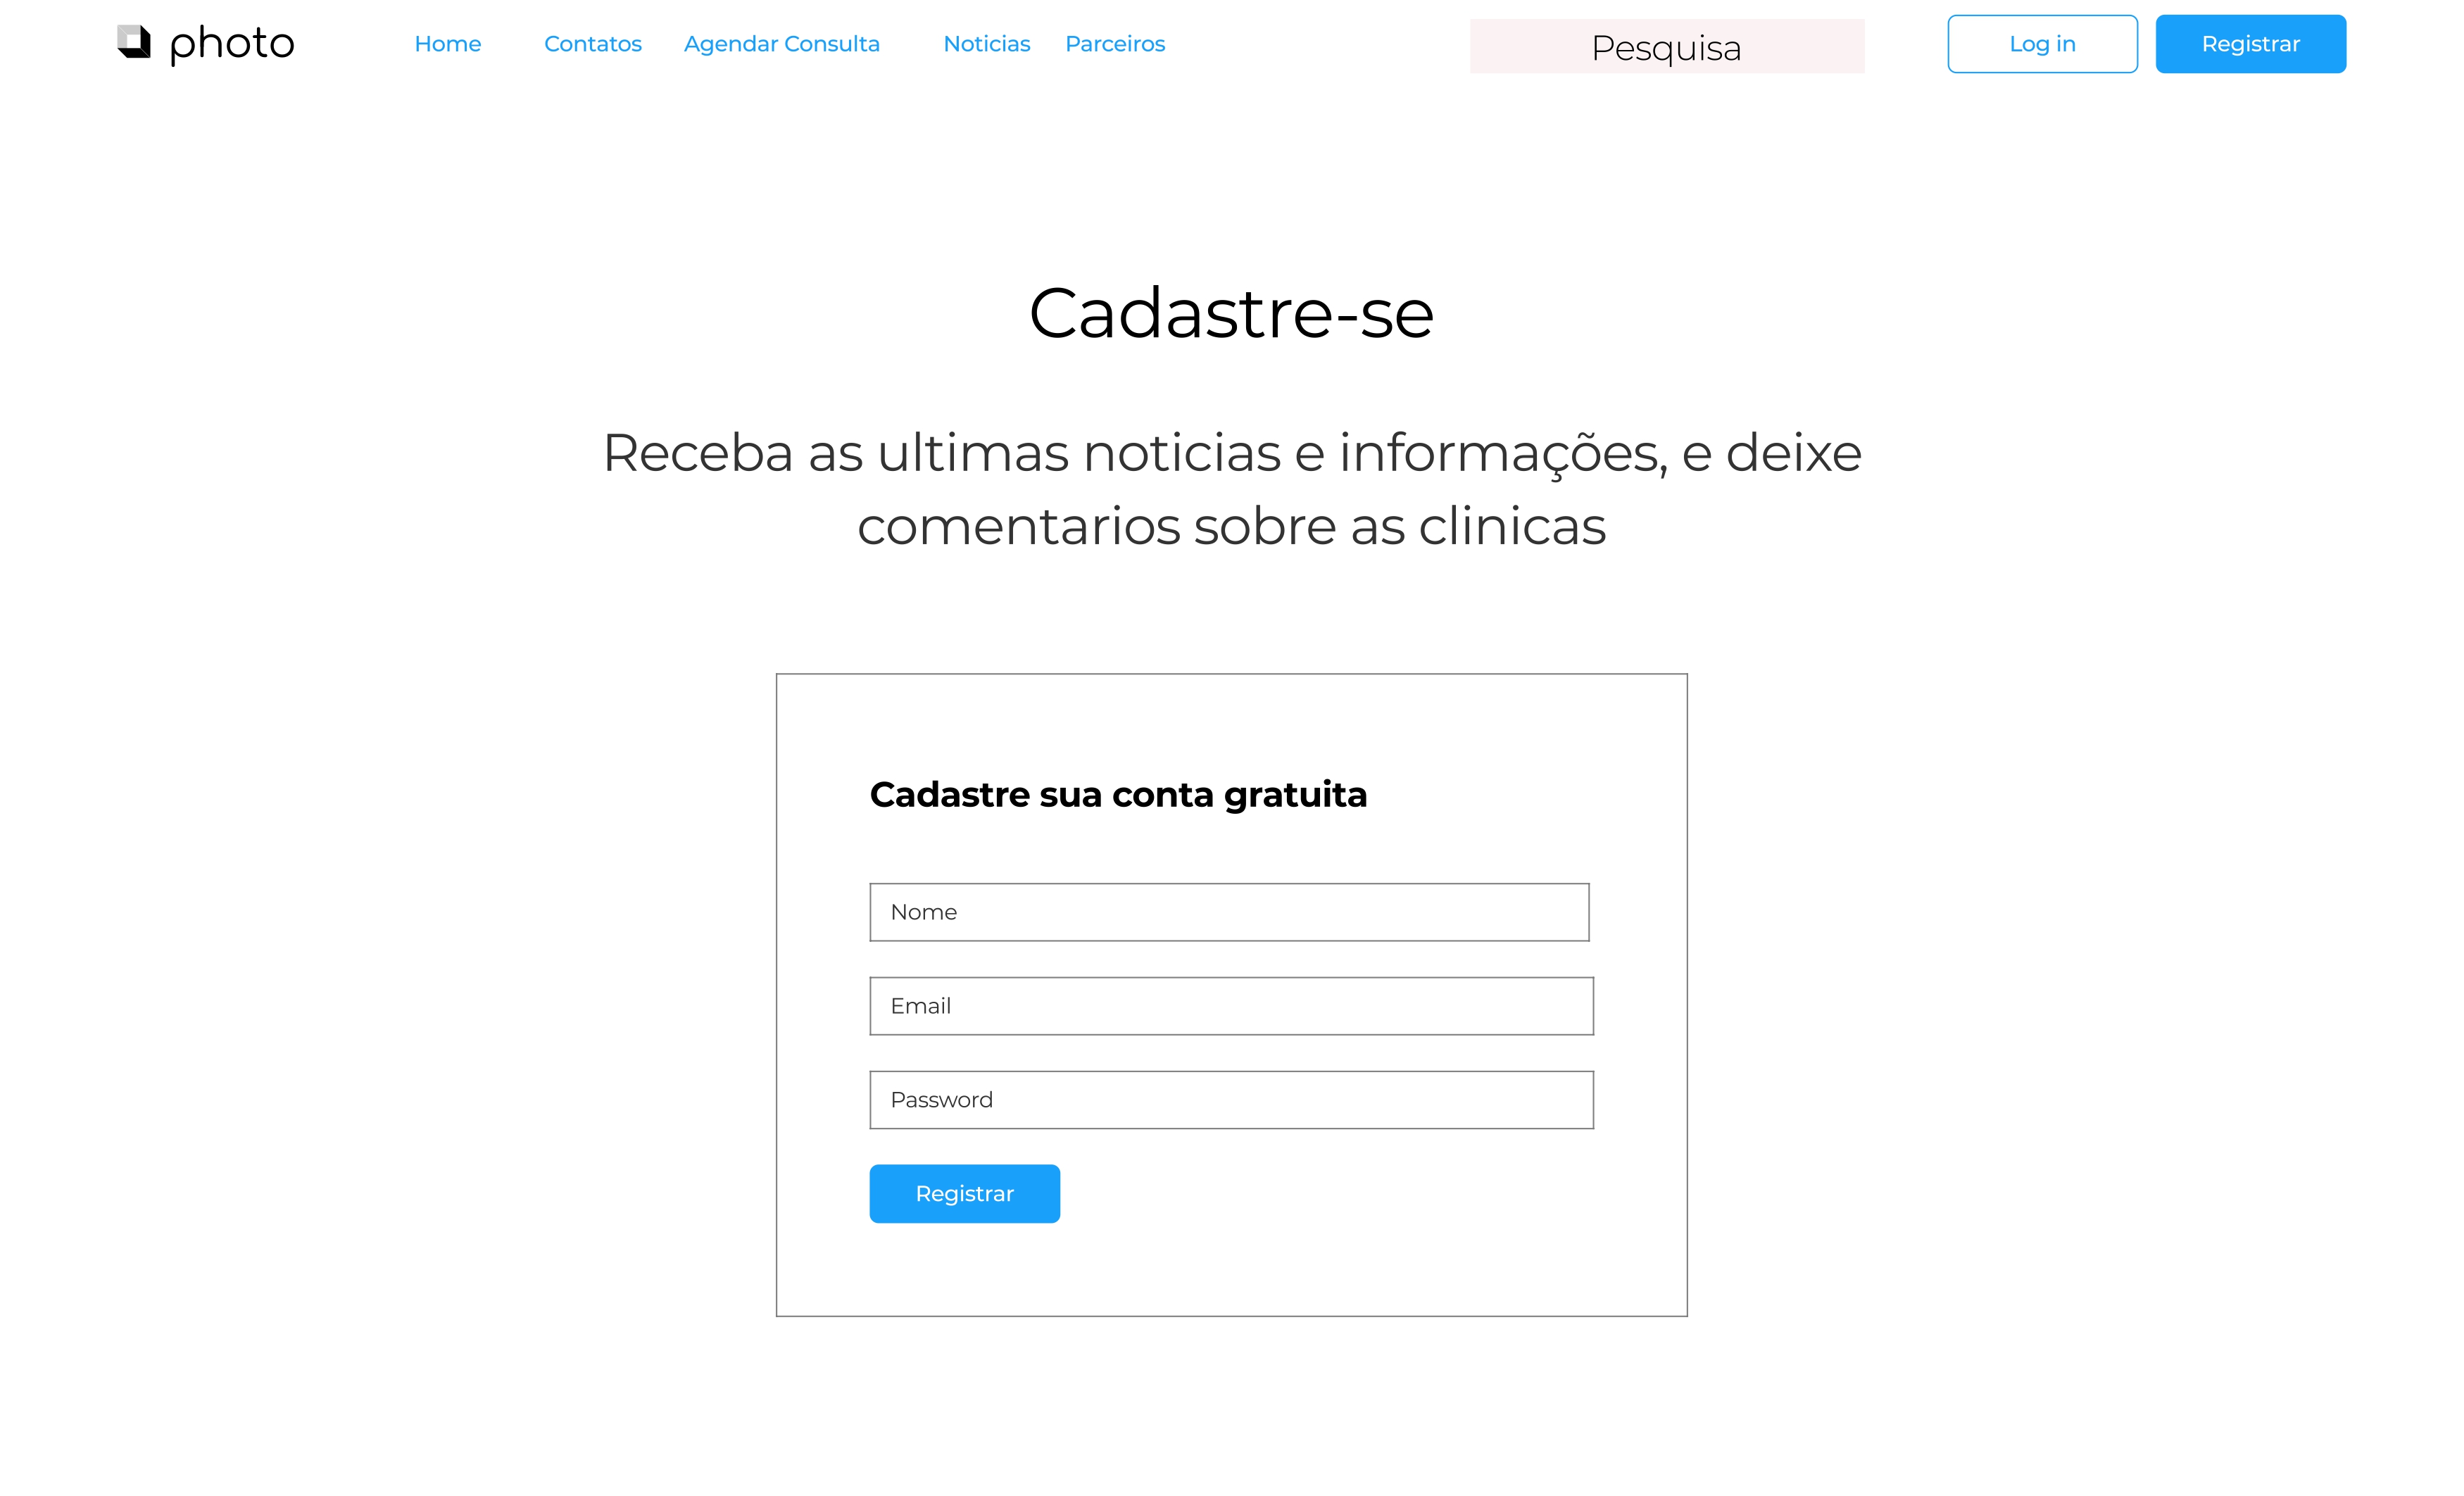 photo
Home
Contatos
Agendar Consulta
Noticias
Parceiros
Pesquisa
Log in
Registrar
Cadastre-se
Receba as ultimas noticias e informações, e deixe
comentarios sobre as clinicas
Cadastre sua conta gratuita
Nome
Email
Password
Registrar